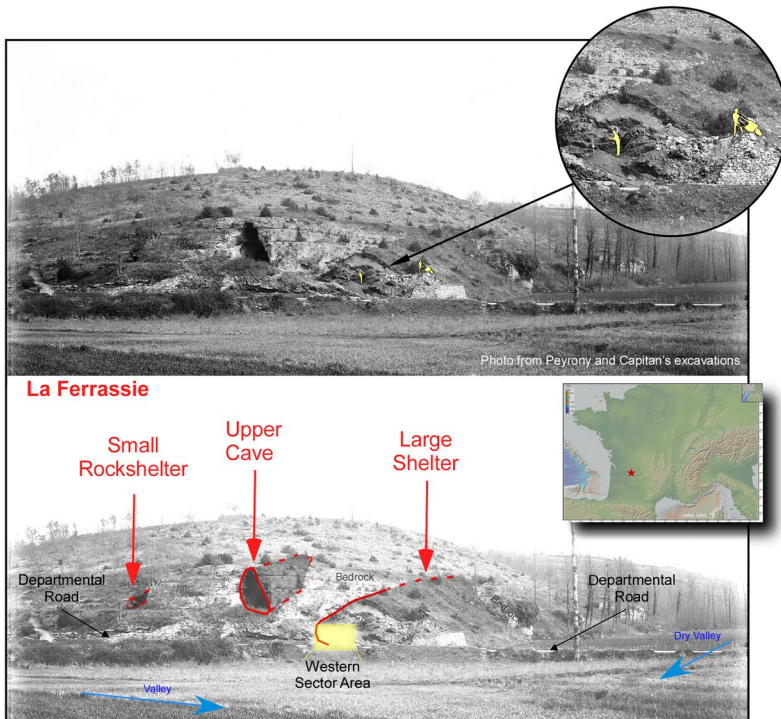 Photo from Peyrony and Capitan's excavations
La Ferrassie
Small
Rockshelter
Upper
Cave
Large
Shelter
Departmental
Road
Bedrock
Bedrock
Departmental
Road
Western
Sector Area
Dry Valley
Valley